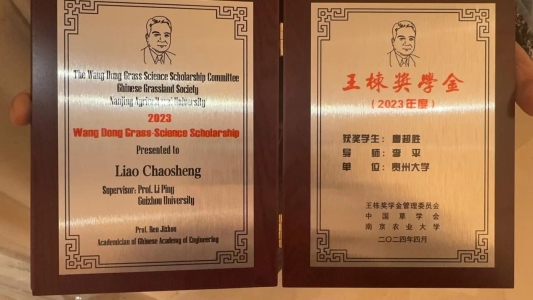 The Wang Dong Grass Science Scholarship Committee
Chinese Grassland Society
Nanjing Agricultural University
2023
Wang Dong Grass-Science Scholarship
Presented to
Liao Chaosheng
Supervisor: Prof. Li Ping
Guizhou University
Prof. Ren Jizhou
Academician of Chinese Academy of Engineering
王棟奖學金
(2023年度)
获奖学生:超胜
导 师:李 平
单 位:贵州大学
王栋奖学金管理委员会
中国草学会
南京农业大学
二〇二四年四月